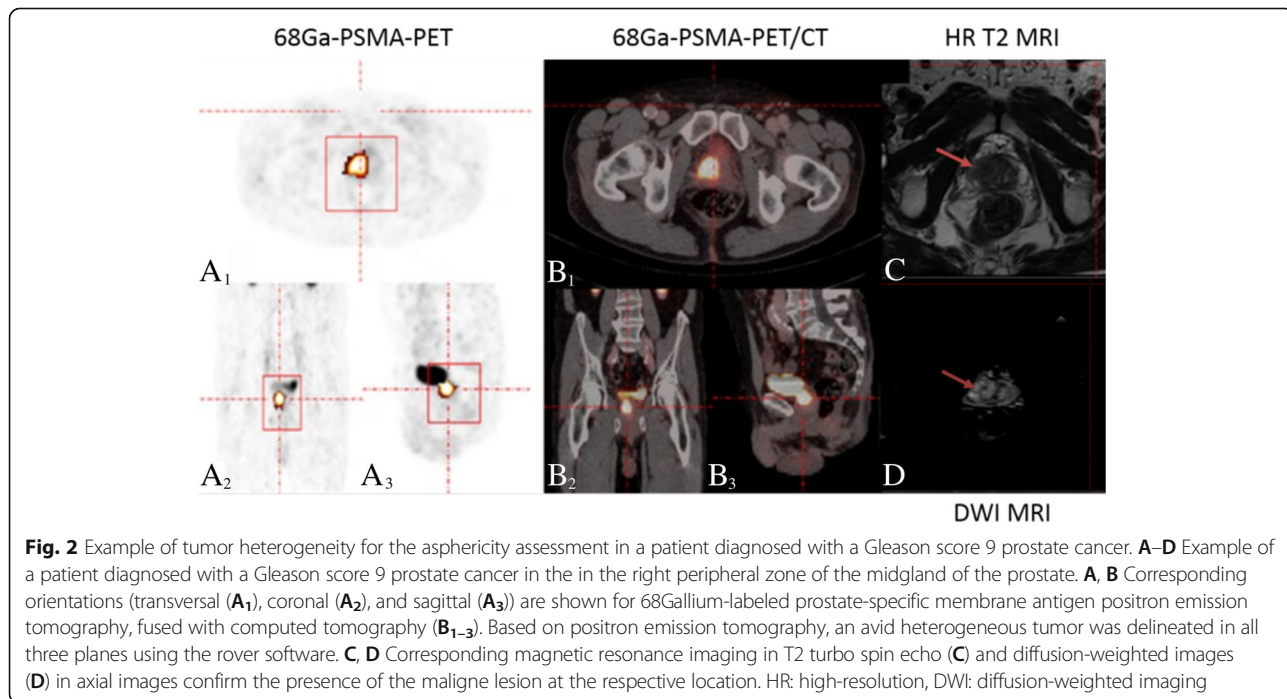 68Ga-PSMA-PET 68Ga-PSMA-PET/CT HR T2 MRI
A1 B1 C
A2 A3 B2 B3 D
DWI MRI
Fig. 2 Example of tumor heterogeneity for the asphericity assessment in a patient diagnosed with a Gleason score 9 prostate cancer. A–D Example of
a patient diagnosed with a Gleason score 9 prostate cancer in the in the right peripheral zone of the midgland of the prostate. A, B Corresponding
orientations (transversal (A1), coronal (A2), and sagittal (A3)) are shown for 68Gallium-labeled prostate-specific membrane antigen positron emission
tomography, fused with computed tomography (B1–3). Based on positron emission tomography, an avid heterogeneous tumor was delineated in all
three planes using the rover software. C, D Corresponding magnetic resonance imaging in T2 turbo spin echo (C) and diffusion-weighted images
(D) in axial images confirm the presence of the maligne lesion at the respective location. HR: high-resolution, DWI: diffusion-weighted imaging